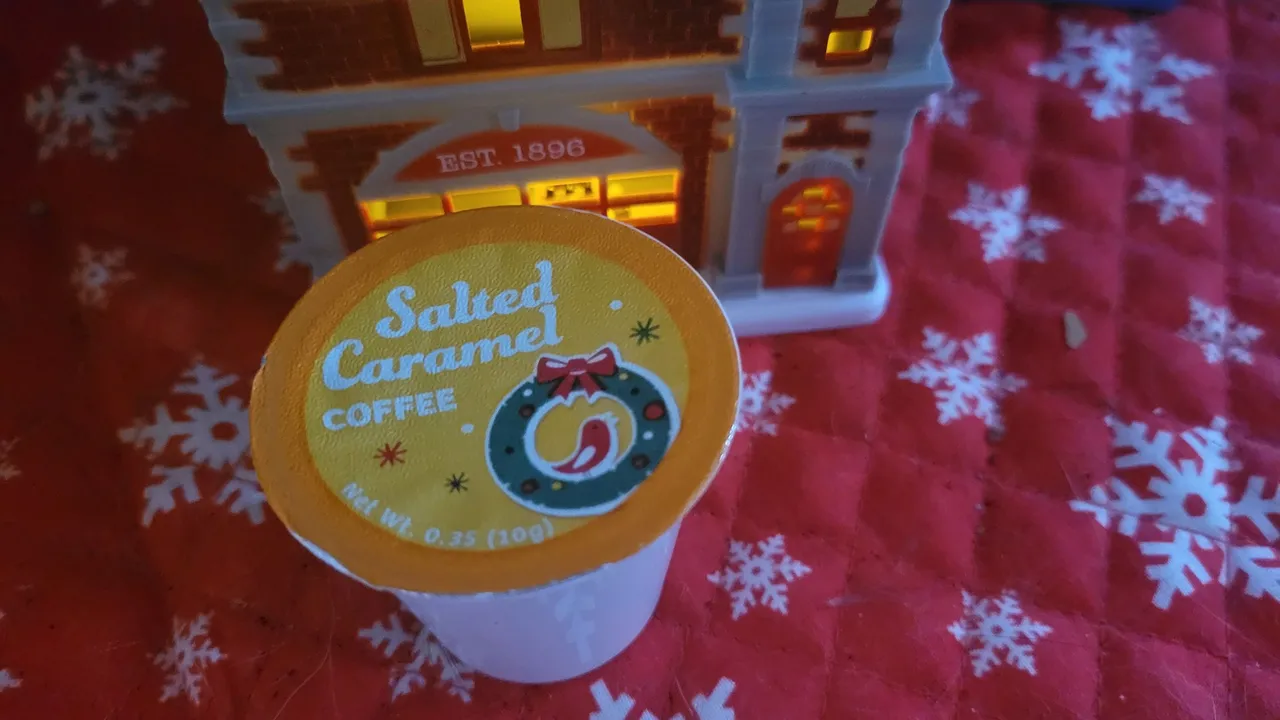 EST. 1896
Salted
Caramel
COFFEE
Net Wt. 0.35 (10g)